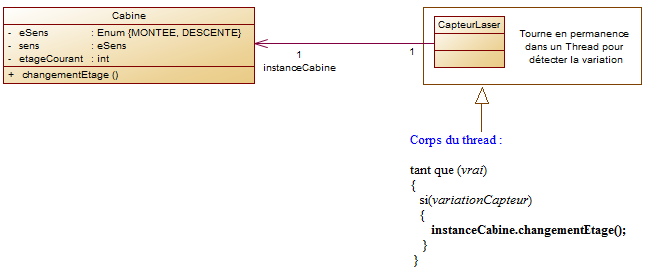 Cabine
- eSens : Enum {MONTEE, DESCENTE}
- sens : eSens
- etageCourant : int
+ changementEtage ()
1
instanceCabine
1
CapteurLaser
Tourne en permanence
dans un Thread pour
détecter la variation
Corps du thread :
tant que (vrai)
{
si(variationCapteur)
{
instanceCabine.changementEtage();
}
}